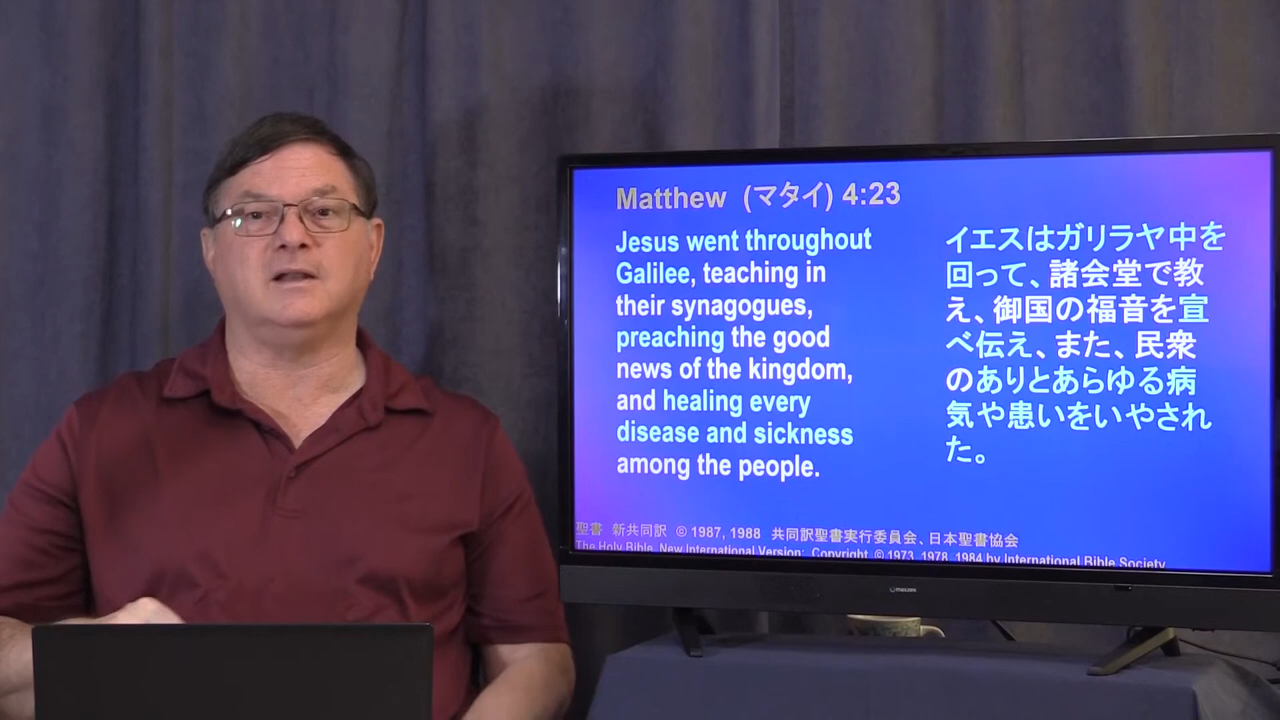 Matthew (マタイ) 4:23
Jesus went throughout
Galilee, teaching in
their synagogues,
preaching the good
news of the kingdom,
and healing every
disease and sickness
among the people.
イエスはガリラヤ中を
回って、諸会堂で教
え、御国の福音を宣
べ伝え、また、民衆
のありとあらゆる病
気や患いをいやされ
た。
聖書 新共同訳 © 1987, 1988 共同訳聖書実行委員会、日本聖書協会
The Holy Bible, New International Version: Copyright © 1973, 1978, 1984 by International Bible Society